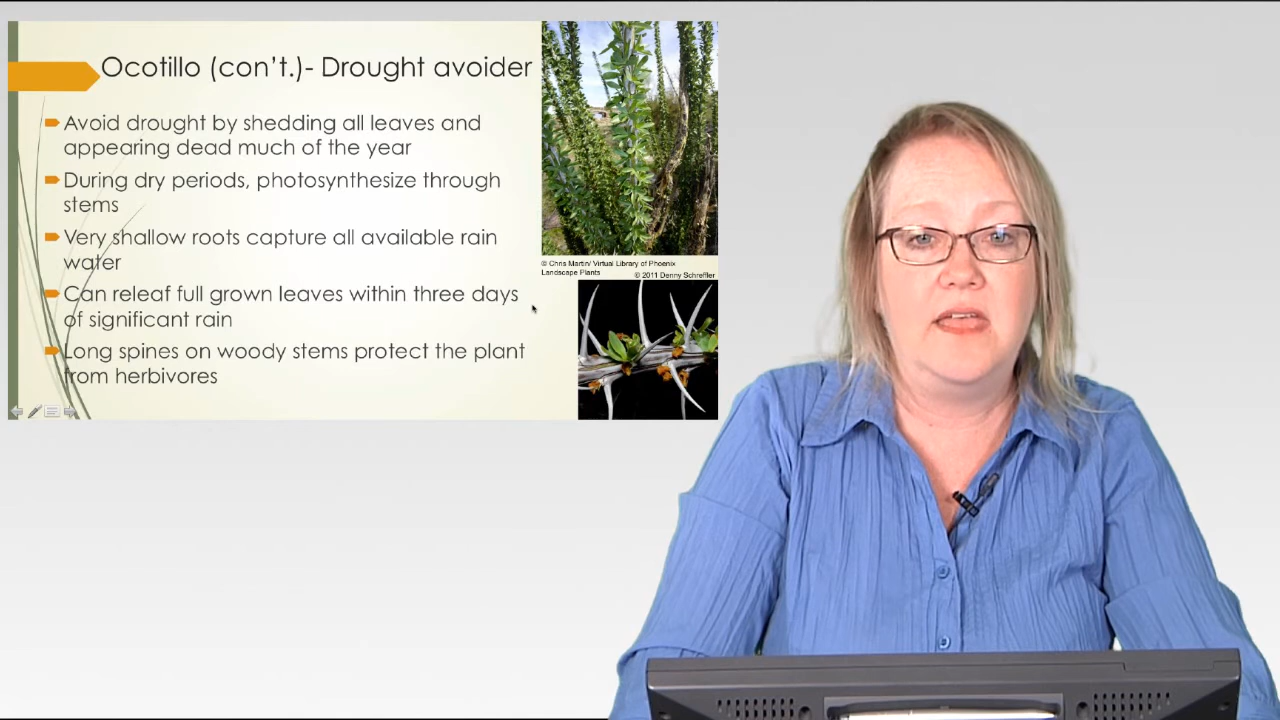 Ocotillo (con't.)- Drought avoider
Avoid drought by shedding all leaves and
appearing dead much of the year
During dry periods, photosynthesize through
stems
Very shallow roots capture all available rain
water
Can releaf full grown leaves within three days
of significant rain
Long spines on woody stems protect the plant
from herbivores
© Chris Martin/ Virtual Library of Phoenix
Landscape Plants
© 2011 Denny Schreffler